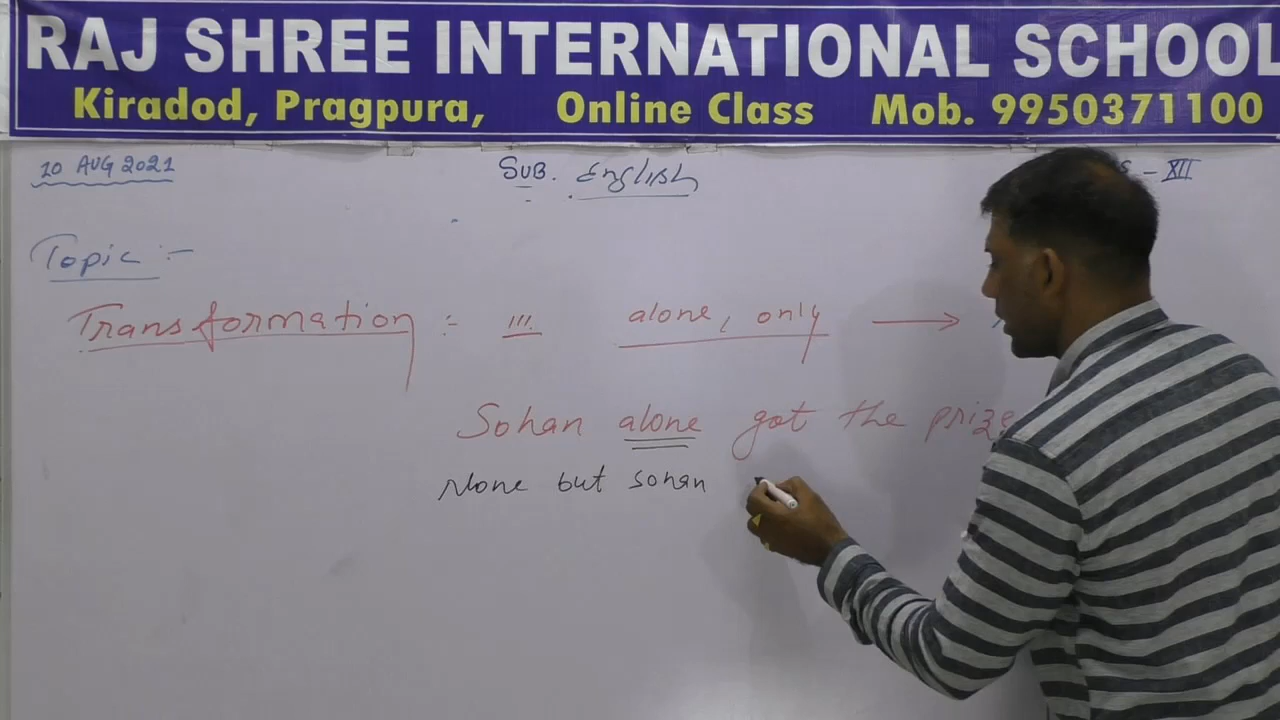 RAJ SHREE INTERNATIONAL SCHOOL
Kiradod, Pragpura, Online Class Mob. 9950371100
10 AUG 2021 SUB. English - XII
Topic :-
Transformation :- III alone, only →
Sohan alone got the prize
None but sohan